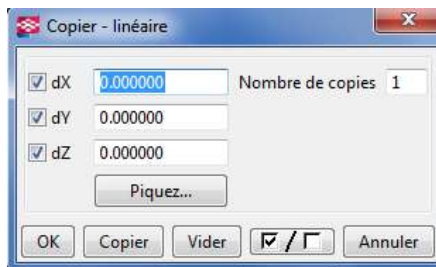 Copier - linéaire
dX 0.000000 Nombre de copies 1
dY 0.000000
dZ 0.000000
Piquez...
OK Copier Vider / Annuler